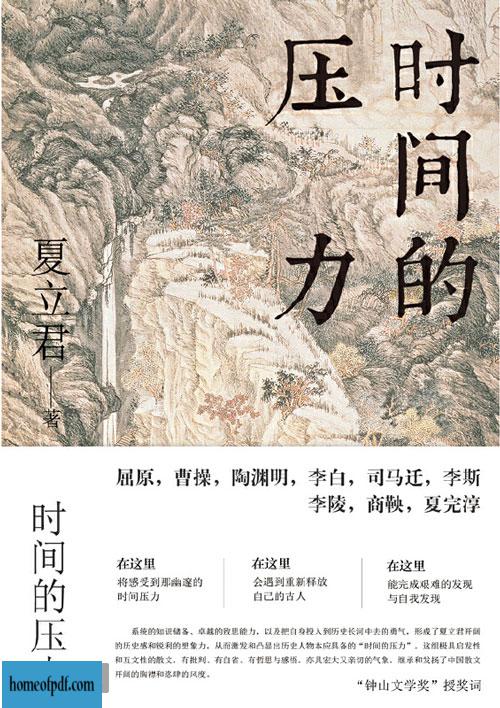 时间的
压力
夏立君
著
屈原，曹操，陶渊明，李白，司马迁，李斯
李陵，商鞅，夏完淳
时间的压
在这里
将感受到那幽邃的
时间压力
在这里
会遇到重新释放
自己的古人
在这里
能完成艰难的发现
与自我发现
系统的知识储备、卓越的致思能力，以及把自身投入到历史长河中去的勇气，形成了夏立君开阔
的历史感和锐利的想象力，从而激发和凸显出历史人物本应具备的“时间的压力”。这组极具启发性
和互文性的散文，有批判、有自省、有哲思与感悟，亦具宏大又亲切的气象，继承和发扬了中国散文
开阔的胸襟和恣肆的风度。
“钟山文学奖”授奖词
homeofpdf.com